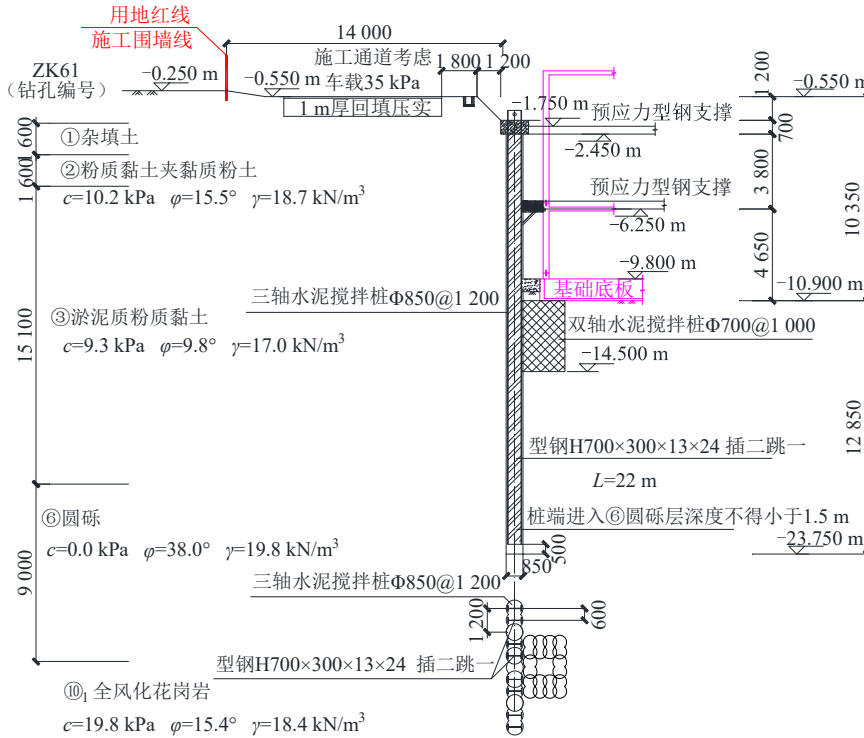 用地红线
施工围墙线
14 000
ZK61
（钻孔编号）
−0.250 m
−0.550 m
施工通道考虑
车载35 kPa
1 m厚回填压实
1 800
1 200
1 200
−0.550 m
−1.750 m
预应力型钢支撑
700
−2.450 m
1 600
①杂填土
1 600
②粉质黏土夹黏质粉土
c=10.2 kPa φ=15.5° γ=18.7 kN/m³
3 800
预应力型钢支撑
−6.250 m
10 350
4 650
−9.800 m
基础底板
−10.900 m
三轴水泥搅拌桩Φ850@1 200
双轴水泥搅拌桩Φ700@1 000
15 100
③淤泥质粉质黏土
c=9.3 kPa φ=9.8° γ=17.0 kN/m³
−14.500 m
12 850
型钢H700×300×13×24 插二跳一
L=22 m
⑥圆砾
桩端进入⑥圆砾层深度不得小于1.5 m
c=0.0 kPa φ=38.0° γ=19.8 kN/m³
−23.750 m
500
850
9 000
三轴水泥搅拌桩Φ850@1 200
1 200
600
型钢H700×300×13×24 插二跳一
⑩₁ 全风化花岗岩
c=19.8 kPa φ=15.4° γ=18.4 kN/m³